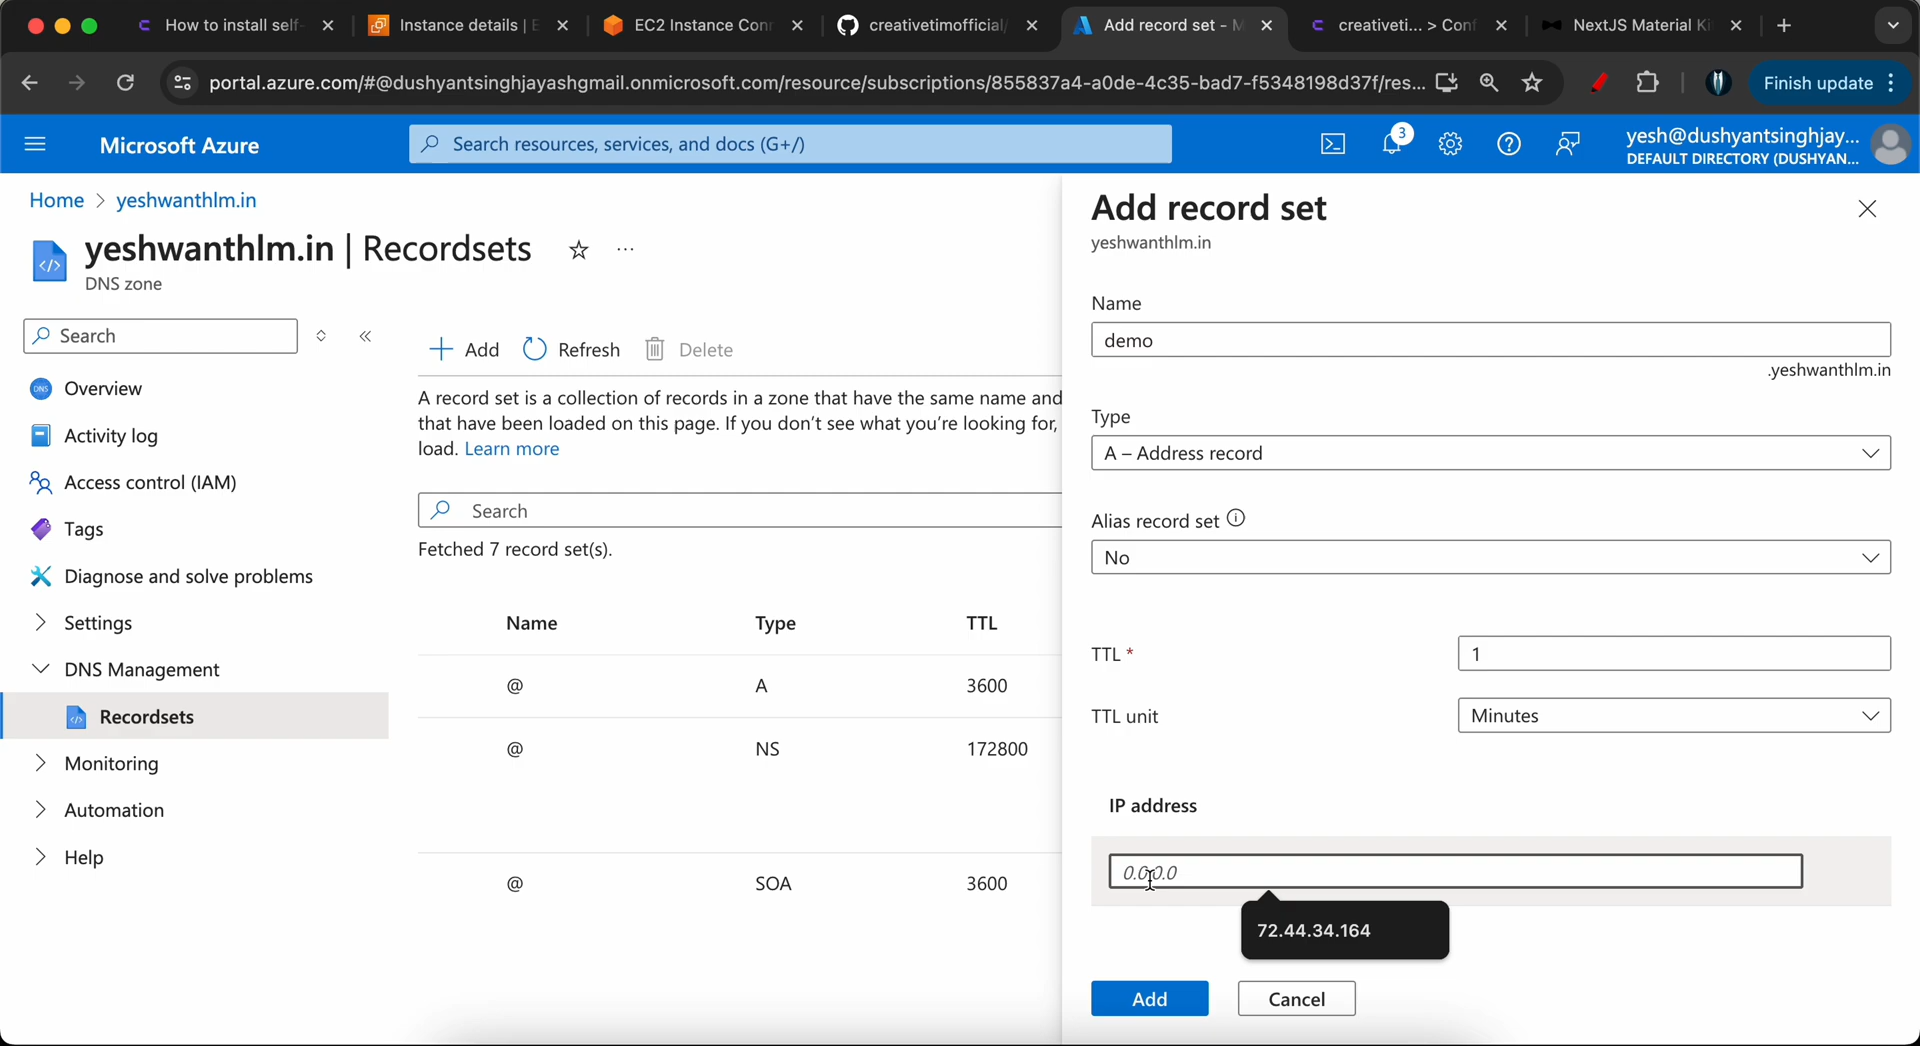 How to install self-
Instance details | E
EC2 Instance Conn
creativetimofficial/
Add record set - M
creativeti... > Conf
NextJS Material Ki
portal.azure.com/#@dushyantsinghjayashgmail.onmicrosoft.com/resource/subscriptions/855837a4-a0de-4c35-bad7-f5348198d37f/res...
Finish update
Microsoft Azure
Search resources, services, and docs (G+/)
3
yesh@dushyantsinghjay...
DEFAULT DIRECTORY (DUSHYAN...
Home > yeshwanthlm.in
yeshwanthlm.in | Recordsets
DNS zone
Search
Overview
Activity log
Access control (IAM)
Tags
Diagnose and solve problems
Settings
DNS Management
Recordsets
Monitoring
Automation
Help
Add
Refresh
Delete
A record set is a collection of records in a zone that have the same name and
that have been loaded on this page. If you don't see what you're looking for,
load. Learn more
Search
Fetched 7 record set(s).
Name Type TTL
@ A 3600
@ NS 172800
@ SOA 3600
Add record set
yeshwanthlm.in
Name
demo
.yeshwanthlm.in
Type
A – Address record
Alias record set
No
TTL *
1
TTL unit
Minutes
IP address
0.0.0.0
72.44.34.164
Add
Cancel